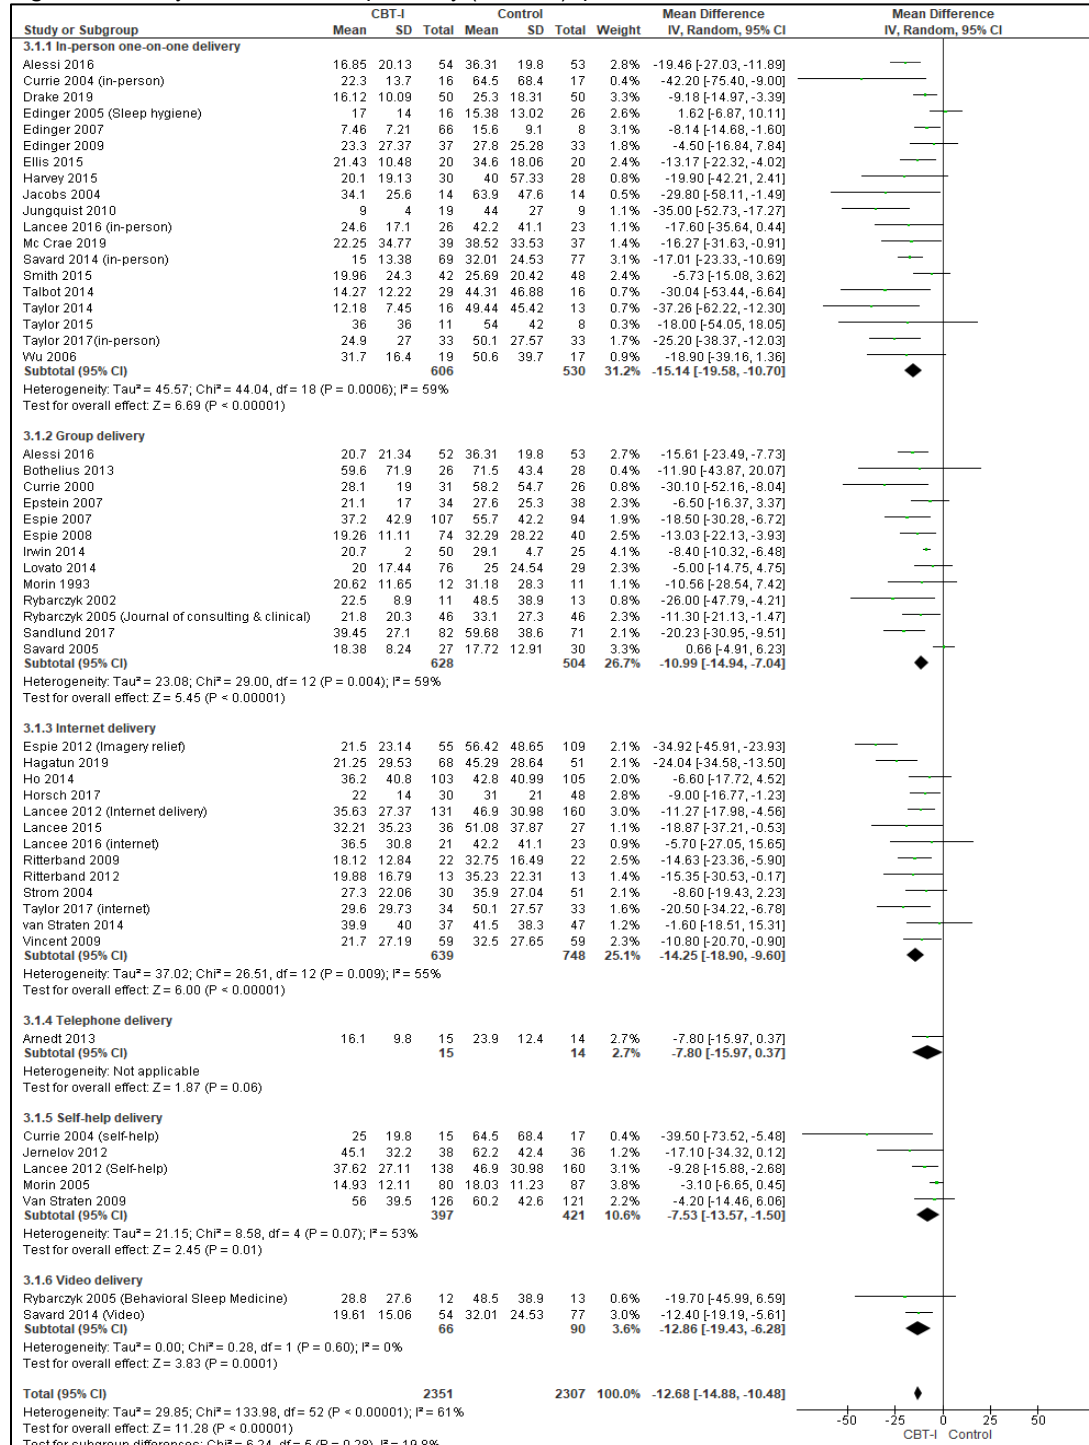 CBT-I Control Mean Difference Mean Difference
Study or Subgroup Mean SD Total Mean SD Total Weight IV, Random, 95% CI IV, Random, 95% CI
3.1.1 In-person one-on-one delivery
Alessi 2016 16.85 20.13 54 36.31 19.8 53 2.8% -19.46 [-27.03, -11.89]
Currie 2004 (in-person) 22.3 13.7 16 64.5 68.4 17 0.4% -42.20 [-75.40, -9.00]
Drake 2019 16.12 10.09 50 25.3 18.31 50 3.3% -9.18 [-14.97, -3.39]
Edinger 2005 (Sleep hygiene) 17 14 16 15.38 13.02 26 2.6% 1.62 [-6.87, 10.11]
Edinger 2007 7.46 7.21 66 15.6 9.1 8 3.1% -8.14 [-14.68, -1.60]
Edinger 2009 23.3 27.37 37 27.8 25.28 33 1.8% -4.50 [-16.84, 7.84]
Ellis 2015 21.43 10.48 20 34.6 18.06 20 2.4% -13.17 [-22.32, -4.02]
Harvey 2015 20.1 19.13 30 40 57.33 28 0.8% -19.90 [-42.21, 2.41]
Jacobs 2004 34.1 25.6 14 63.9 47.6 14 0.5% -29.80 [-58.11, -1.49]
Jungquist 2010 9 4 19 44 27 9 1.1% -35.00 [-52.73, -17.27]
Lancee 2016 (in-person) 24.6 17.1 26 42.2 41.1 23 1.1% -17.60 [-35.64, 0.44]
Mc Crae 2019 22.25 34.77 39 38.52 33.53 37 1.4% -16.27 [-31.63, -0.91]
Savard 2014 (in-person) 15 13.38 69 32.01 24.53 77 3.2% -17.01 [-23.33, -10.69]
Smith 2015 19.96 24.3 42 25.69 20.42 48 2.4% -5.73 [-15.08, 3.62]
Talbot 2014 14.27 12.22 29 44.31 46.88 16 0.7% -30.04 [-53.44, -6.64]
Taylor 2014 12.18 7.45 16 49.44 45.42 13 0.7% -37.26 [-62.22, -12.30]
Taylor 2015 36 36 11 54 42 8 0.3% -18.00 [-54.05, 18.05]
Taylor 2017(in-person) 24.9 27 33 50.1 27.57 33 1.7% -25.20 [-38.37, -12.03]
Wu 2006 31.7 16.4 19 50.6 39.7 17 0.9% -18.90 [-39.16, 1.36]
Subtotal (95% CI) 606 530 31.2% -15.14 [-19.58, -10.70]
Heterogeneity: Tau² = 45.57; Chi² = 44.04, df = 18 (P = 0.0006); I² = 59%
Test for overall effect: Z = 6.69 (P < 0.00001)
3.1.2 Group delivery
Alessi 2016 20.7 21.34 52 36.31 19.8 53 2.7% -15.61 [-23.49, -7.73]
Bothelius 2013 59.6 71.9 26 71.5 43.4 28 0.4% -11.90 [-43.87, 20.07]
Currie 2000 28.1 19 31 58.2 54.7 26 0.8% -30.10 [-52.16, -8.04]
Epstein 2007 21.1 17 34 27.6 25.3 38 2.3% -6.50 [-16.37, 3.37]
Espie 2007 37.2 42.9 107 55.7 42.2 94 1.9% -18.50 [-30.28, -6.72]
Espie 2008 19.26 11.11 74 32.29 28.22 40 2.4% -13.03 [-22.13, -3.93]
Irwin 2014 20.7 2 50 29.1 4.7 25 4.1% -8.40 [-10.32, -6.48]
Lovato 2014 20 17.44 76 25 24.54 29 2.3% -5.00 [-14.75, 4.75]
Morin 1993 20.62 11.65 12 31.18 28.3 11 1.1% -10.56 [-28.54, 7.42]
Rybarczyk 2002 22.5 8.9 11 48.5 38.9 13 0.8% -26.00 [-47.79, -4.21]
Rybarczyk 2005 (Journal of consulting & clinical) 21.8 20.3 46 33.1 27.3 46 2.3% -11.30 [-21.13, -1.47]
Sandlund 2017 39.45 27.1 82 59.68 38.6 71 2.1% -20.23 [-30.95, -9.51]
Savard 2005 18.38 8.24 27 17.72 12.91 30 3.3% 0.66 [-4.91, 6.23]
Subtotal (95% CI) 628 504 26.7% -10.99 [-14.94, -7.04]
Heterogeneity: Tau² = 23.08; Chi² = 29.00, df = 12 (P = 0.004); I² = 59%
Test for overall effect: Z = 5.45 (P < 0.00001)
3.1.3 Internet delivery
Espie 2012 (Imagery relief) 21.5 23.14 55 56.42 48.65 109 2.1% -34.92 [-45.91, -23.93]
Hagatun 2019 21.25 29.53 68 45.29 28.64 51 2.1% -24.04 [-34.58, -13.50]
Ho 2014 36.2 40.8 103 42.8 40.99 105 2.0% -6.60 [-17.72, 4.52]
Horsch 2017 22 14 30 31 21 48 2.7% -9.00 [-16.77, -1.23]
Lancee 2012 (Internet delivery) 35.63 27.37 131 46.9 30.98 160 3.1% -11.27 [-17.98, -4.56]
Lancee 2015 32.21 35.23 36 51.08 37.87 27 1.1% -18.87 [-37.21, -0.53]
Lancee 2016 (internet) 36.5 30.8 21 42.2 41.1 23 0.9% -5.70 [-27.05, 15.65]
Ritterband 2009 18.12 12.84 22 32.75 16.49 22 2.5% -14.63 [-23.36, -5.90]
Ritterband 2012 19.88 16.79 13 35.23 22.31 13 1.4% -15.35 [-30.53, -0.17]
Strom 2004 27.3 22.06 30 35.9 27.04 51 2.1% -8.60 [-19.43, 2.23]
Taylor 2017 (internet) 29.6 29.73 34 50.1 27.57 33 1.6% -20.50 [-34.22, -6.78]
van Straten 2014 39.9 40 37 41.5 38.3 47 1.2% -1.60 [-18.51, 15.31]
Vincent 2009 21.7 27.19 59 32.5 27.65 59 2.3% -10.80 [-20.70, -0.90]
Subtotal (95% CI) 639 748 25.1% -14.25 [-18.90, -9.60]
Heterogeneity: Tau² = 37.02; Chi² = 26.51, df = 12 (P = 0.009); I² = 55%
Test for overall effect: Z = 6.00 (P < 0.00001)
3.1.4 Telephone delivery
Arnedt 2013 16.1 9.8 15 23.9 12.4 14 2.7% -7.80 [-15.97, 0.37]
Subtotal (95% CI) 15 14 2.7% -7.80 [-15.97, 0.37]
Heterogeneity: Not applicable
Test for overall effect: Z = 1.87 (P = 0.06)
3.1.5 Self-help delivery
Currie 2004 (self-help) 25 19.8 15 64.5 68.4 17 0.4% -39.50 [-73.52, -5.48]
Jernelov 2012 45.1 32.2 38 62.2 42.4 36 1.2% -17.10 [-34.32, 0.12]
Lancee 2012 (Self-help) 37.62 27.11 138 46.9 30.98 160 3.1% -9.28 [-15.88, -2.68]
Morin 2005 14.93 12.11 80 18.03 11.23 87 3.8% -3.10 [-6.65, 0.45]
Van Straten 2009 56 39.5 126 60.2 42.6 121 2.2% -4.20 [-14.46, 6.06]
Subtotal (95% CI) 397 421 10.6% -7.53 [-13.57, -1.50]
Heterogeneity: Tau² = 21.15; Chi² = 8.58, df = 4 (P = 0.07); I² = 53%
Test for overall effect: Z = 2.45 (P = 0.01)
3.1.6 Video delivery
Rybarczyk 2005 (Behavioral Sleep Medicine) 28.8 27.6 12 48.5 38.9 13 0.6% -19.70 [-45.99, 6.59]
Savard 2014 (Video) 19.61 15.06 54 32.01 24.53 77 3.0% -12.40 [-19.19, -5.61]
Subtotal (95% CI) 66 90 3.6% -12.86 [-19.43, -6.28]
Heterogeneity: Tau² = 0.00; Chi² = 0.28, df = 1 (P = 0.60); I² = 0%
Test for overall effect: Z = 3.83 (P = 0.0001)
Total (95% CI) 2351 2307 100.0% -12.68 [-14.88, -10.48]
Heterogeneity: Tau² = 29.85; Chi² = 133.98, df = 52 (P < 0.00001); I² = 61%
Test for overall effect: Z = 11.28 (P < 0.00001)
Test for subgroup differences: Chi² = 6.24, df = 5 (P = 0.28), I² = 19.8%
-50 -25 0 25 50
CBT-I Control